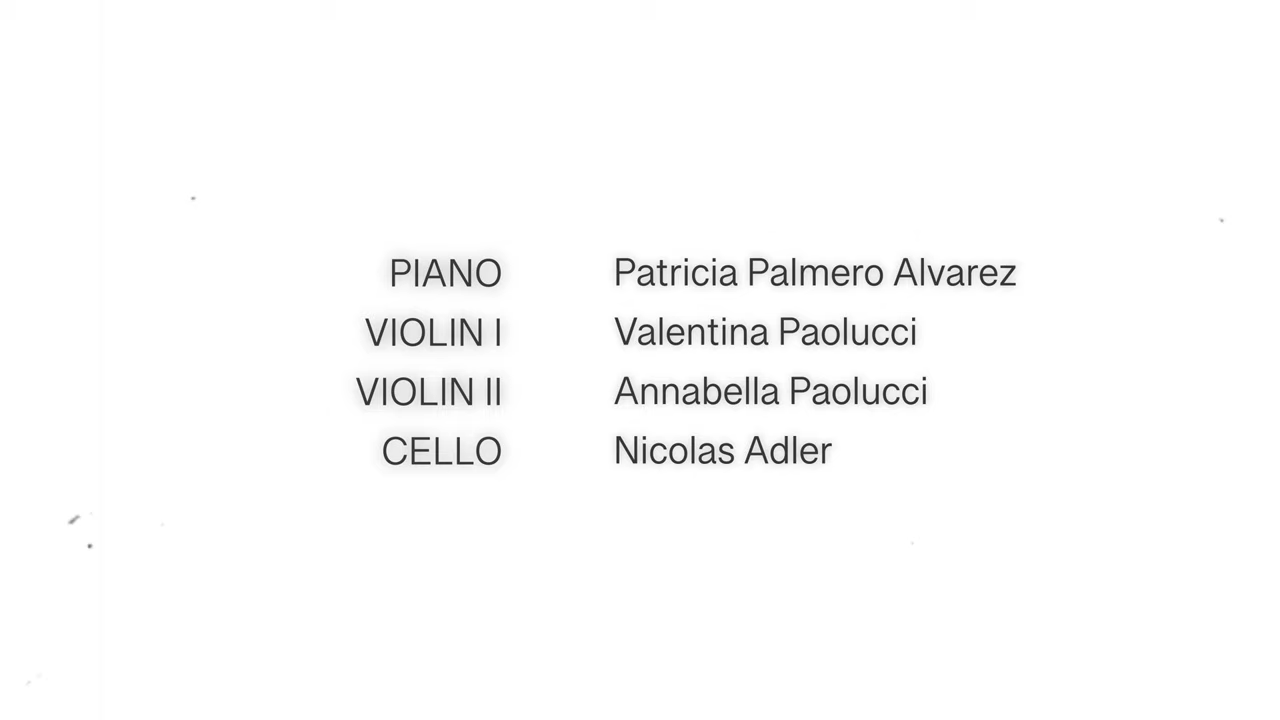 PIANO Patricia Palmero Alvarez
VIOLIN I Valentina Paolucci
VIOLIN II Annabella Paolucci
CELLO Nicolas Adler